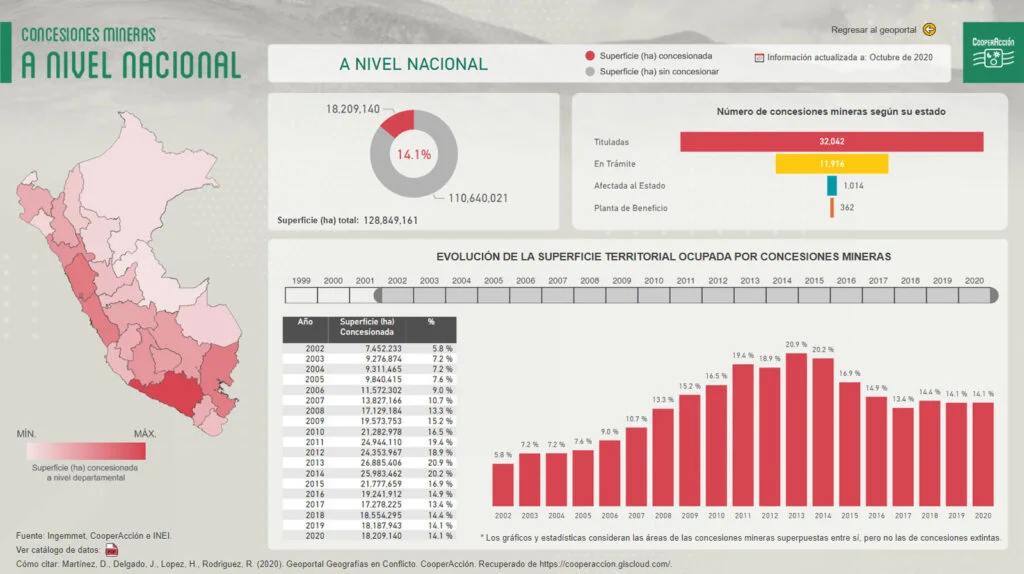 CONCESIONES MINERAS
A NIVEL NACIONAL
Regresar al geoportal
COOPERACCIÓN
A NIVEL NACIONAL
Superficie (ha) concesionada
Superficie (ha) sin concesionar
Información actualizada a: Octubre de 2020
18,209,140
14.1%
110,640,021
Superficie (ha) total: 128,849,161
Número de concesiones mineras según su estado
Tituladas 32,042
En Trámite 11,916
Afectada al Estado 1,014
Planta de Beneficio 362
MÍN. MÁX.
Superficie (ha) concesionada
a nivel departamental
EVOLUCIÓN DE LA SUPERFICIE TERRITORIAL OCUPADA POR CONCESIONES MINERAS
1999 2000 2001 2002 2003 2004 2005 2006 2007 2008 2009 2010 2011 2012 2013 2014 2015 2016 2017 2018 2019 2020
Año Superficie (ha) %
Concesionada
2002 7,452,233 5.8 %
2003 9,276,874 7.2 %
2004 9,311,465 7.2 %
2005 9,840,415 7.6 %
2006 11,572,302 9.0 %
2007 13,827,166 10.7 %
2008 17,129,184 13.3 %
2009 19,573,753 15.2 %
2010 21,282,978 16.5 %
2011 24,944,110 19.4 %
2012 24,353,967 18.9 %
2013 26,885,406 20.9 %
2014 25,983,462 20.2 %
2015 21,777,659 16.9 %
2016 19,241,912 14.9 %
2017 17,278,225 13.4 %
2018 18,554,295 14.4 %
2019 18,187,943 14.1 %
2020 18,209,140 14.1 %
5.8 % 7.2 % 7.2 % 7.6 % 9.0 % 10.7 % 13.3 % 15.2 % 16.5 % 19.4 % 18.9 % 20.9 % 20.2 % 16.9 % 14.9 % 13.4 % 14.4 % 14.1 % 14.1 %
2002 2003 2004 2005 2006 2007 2008 2009 2010 2011 2012 2013 2014 2015 2016 2017 2018 2019 2020
* Los gráficos y estadísticas consideran las áreas de las concesiones mineras superpuestas entre sí, pero no las de concesiones extintas.
Fuente: Ingemmet, CooperAcción e INEI.
Ver catálogo de datos:
Cómo citar: Martínez, D., Delgado, J., Lopez, H., Rodriguez, R. (2020). Geoportal Geografías en Conflicto. CooperAcción. Recuperado de https://cooperaccion.giscloud.com/.